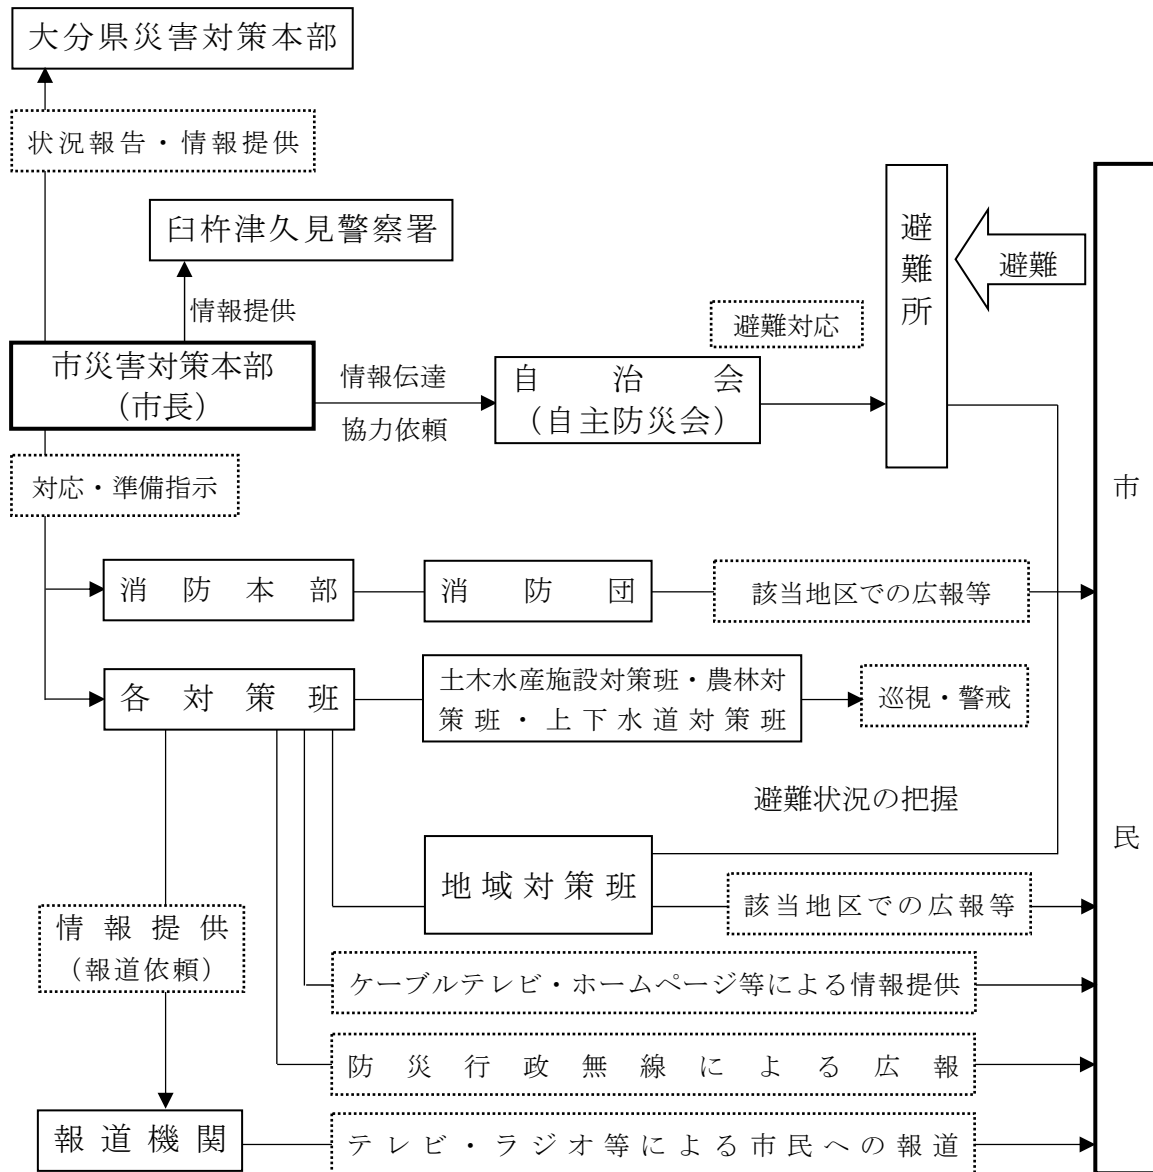 大分県災害対策本部
状況報告・情報提供
臼杵津久見警察署
情報提供
市災害対策本部
（市長）
情報伝達
協力依頼
自治会
（自主防災会）
避難対応
避難所
避難
市民
対応・準備指示
消防本部
消防団
該当地区での広報等
各対策班
土木水産施設対策班・農林対
策班・上下水道対策班
巡視・警戒
避難状況の把握
地域対策班
該当地区での広報等
情報提供
（報道依頼）
ケーブルテレビ・ホームページ等による情報提供
防災行政無線による広報
報道機関
テレビ・ラジオ等による市民への報道